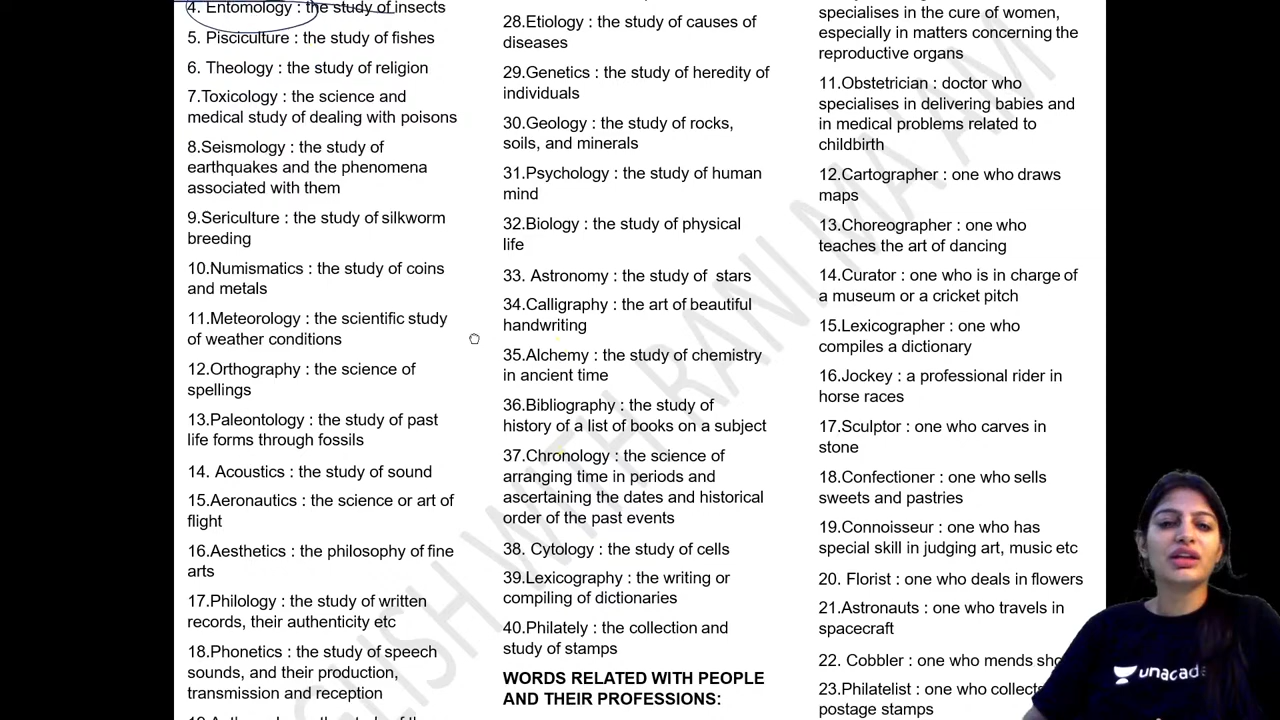 4. Entomology : the study of insects
5. Pisciculture : the study of fishes
6. Theology : the study of religion
7.Toxicology : the science and
medical study of dealing with poisons
8.Seismology : the study of
earthquakes and the phenomena
associated with them
9.Sericulture : the study of silkworm
breeding
10.Numismatics : the study of coins
and metals
11.Meteorology : the scientific study
of weather conditions
12.Orthography : the science of
spellings
13.Paleontology : the study of past
life forms through fossils
14. Acoustics : the study of sound
15.Aeronautics : the science or art of
flight
16.Aesthetics : the philosophy of fine
arts
17.Philology : the study of written
records, their authenticity etc
18.Phonetics : the study of speech
sounds, and their production,
transmission and reception
28.Etiology : the study of causes of
diseases
29.Genetics : the study of heredity of
individuals
30.Geology : the study of rocks,
soils, and minerals
31.Psychology : the study of human
mind
32.Biology : the study of physical
life
33. Astronomy : the study of stars
34.Calligraphy : the art of beautiful
handwriting
35.Alchemy : the study of chemistry
in ancient time
36.Bibliography : the study of
history of a list of books on a subject
37.Chronology : the science of
arranging time in periods and
ascertaining the dates and historical
order of the past events
38. Cytology : the study of cells
39.Lexicography : the writing or
compiling of dictionaries
40.Philately : the collection and
study of stamps
WORDS RELATED WITH PEOPLE
AND THEIR PROFESSIONS:
specialises in the cure of women,
especially in matters concerning the
reproductive organs
11.Obstetrician : doctor who
specialises in delivering babies and
in medical problems related to
childbirth
12.Cartographer : one who draws
maps
13.Choreographer : one who
teaches the art of dancing
14.Curator : one who is in charge of
a museum or a cricket pitch
15.Lexicographer : one who
compiles a dictionary
16.Jockey : a professional rider in
horse races
17.Sculptor : one who carves in
stone
18.Confectioner : one who sells
sweets and pastries
19.Connoisseur : one who has
special skill in judging art, music etc
20. Florist : one who deals in flowers
21.Astronauts : one who travels in
spacecraft
22. Cobbler : one who mends sho
23.Philatelist : one who collects
postage stamps
ENGLISH WITH RANI MA'AM
unacade